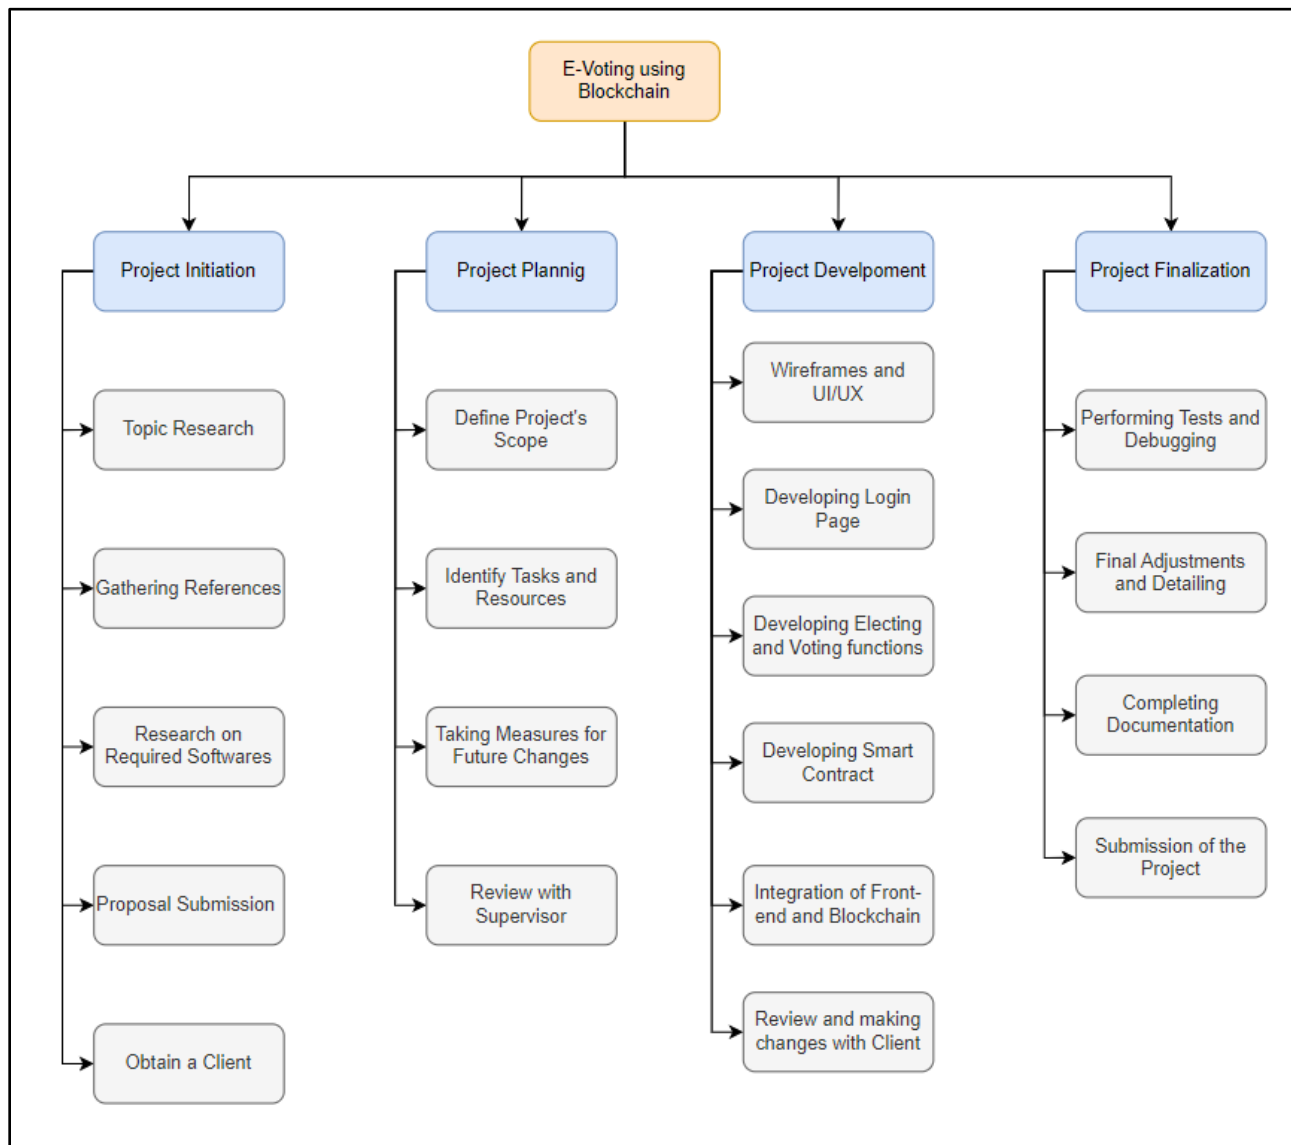 E-Voting using
Blockchain
Project Initiation
Project Plannig
Project Develpoment
Project Finalization
Topic Research
Gathering References
Research on
Required Softwares
Proposal Submission
Obtain a Client
Define Project's
Scope
Identify Tasks and
Resources
Taking Measures for
Future Changes
Review with
Supervisor
Wireframes and
UI/UX
Developing Login
Page
Developing Electing
and Voting functions
Developing Smart
Contract
Integration of Front-
end and Blockchain
Review and making
changes with Client
Performing Tests and
Debugging
Final Adjustments
and Detailing
Completing
Documentation
Submission of the
Project